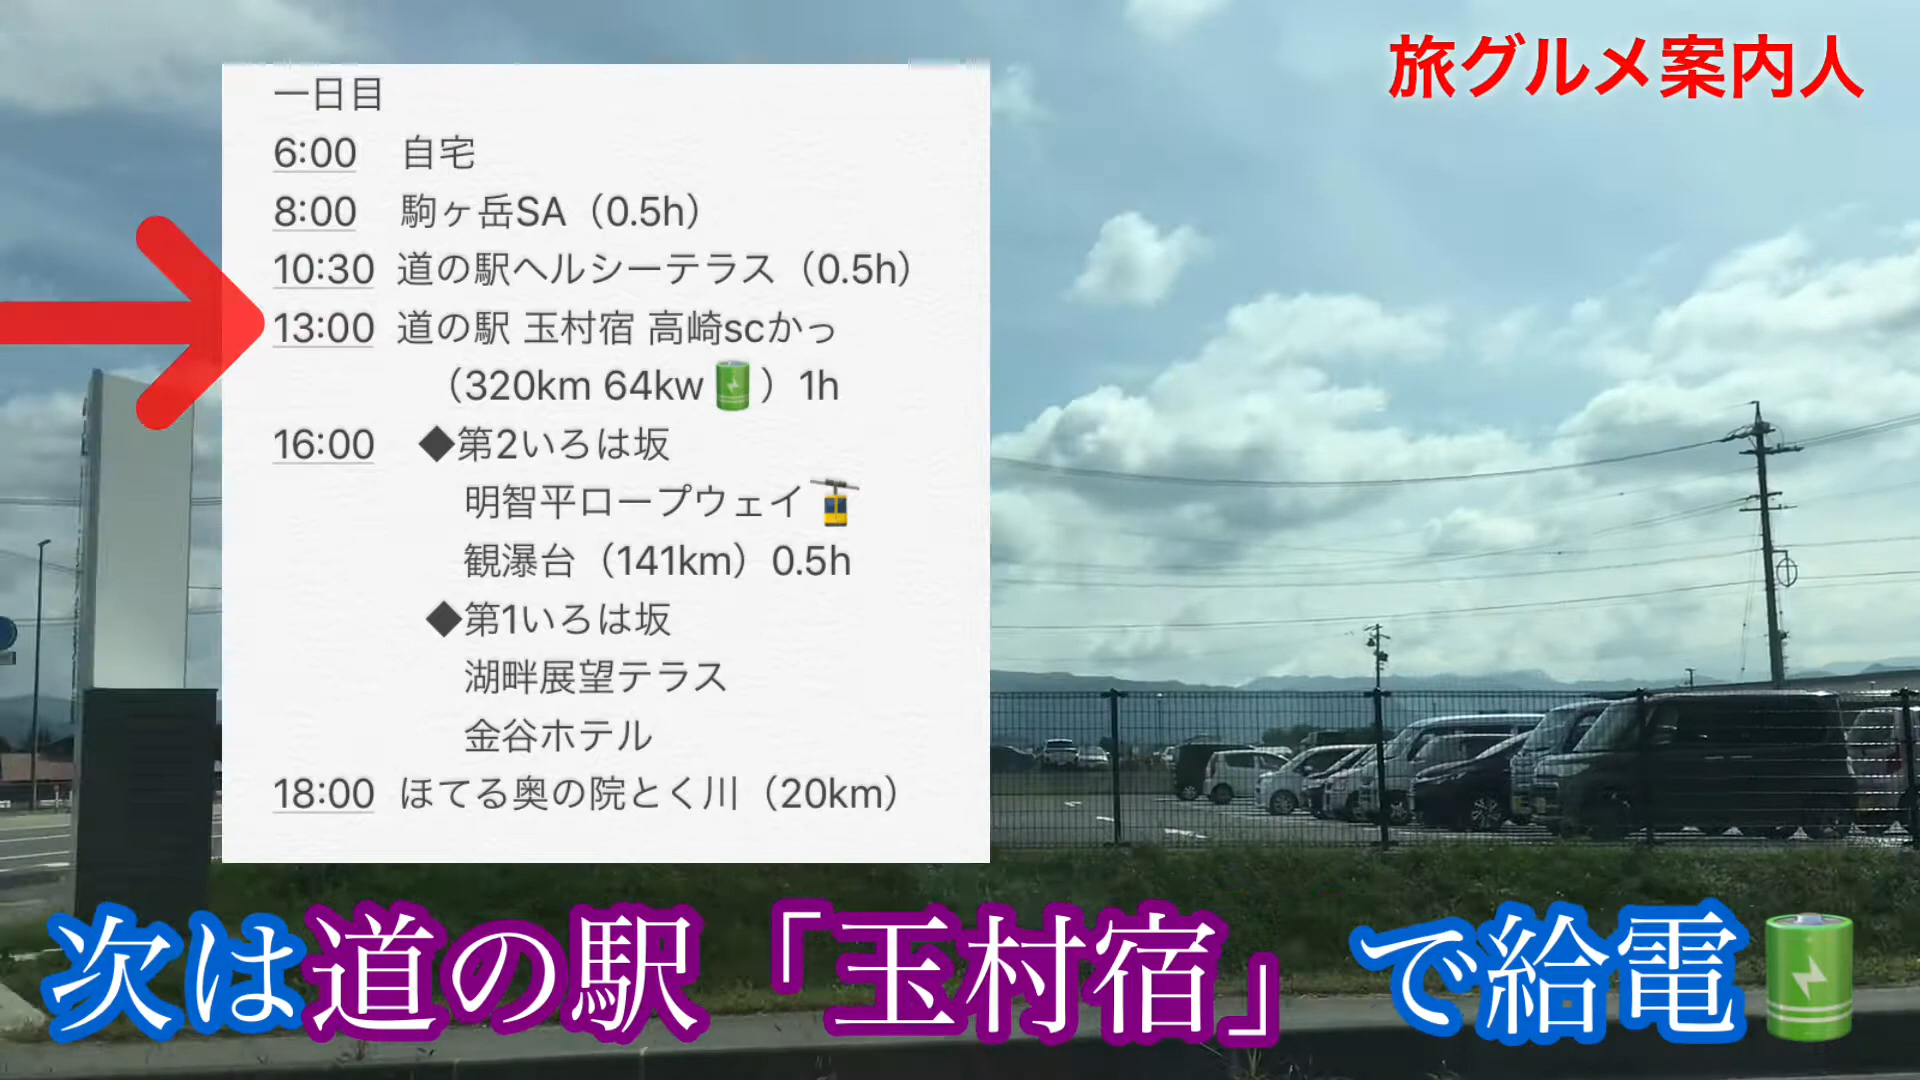 旅グルメ案内人
一日目
6:00 自宅
8:00 駒ヶ岳SA（0.5h）
10:30 道の駅ヘルシーテラス（0.5h）
13:00 道の駅 玉村宿 高崎scかっ
（320km 64kw🔋）1h
16:00 ◆第2いろは坂
明智平ロープウェイ🚠
観瀑台（141km）0.5h
◆第1いろは坂
湖畔展望テラス
金谷ホテル
18:00 ほてる奥の院とく川（20km）
次は道の駅「玉村宿」で給電🔋